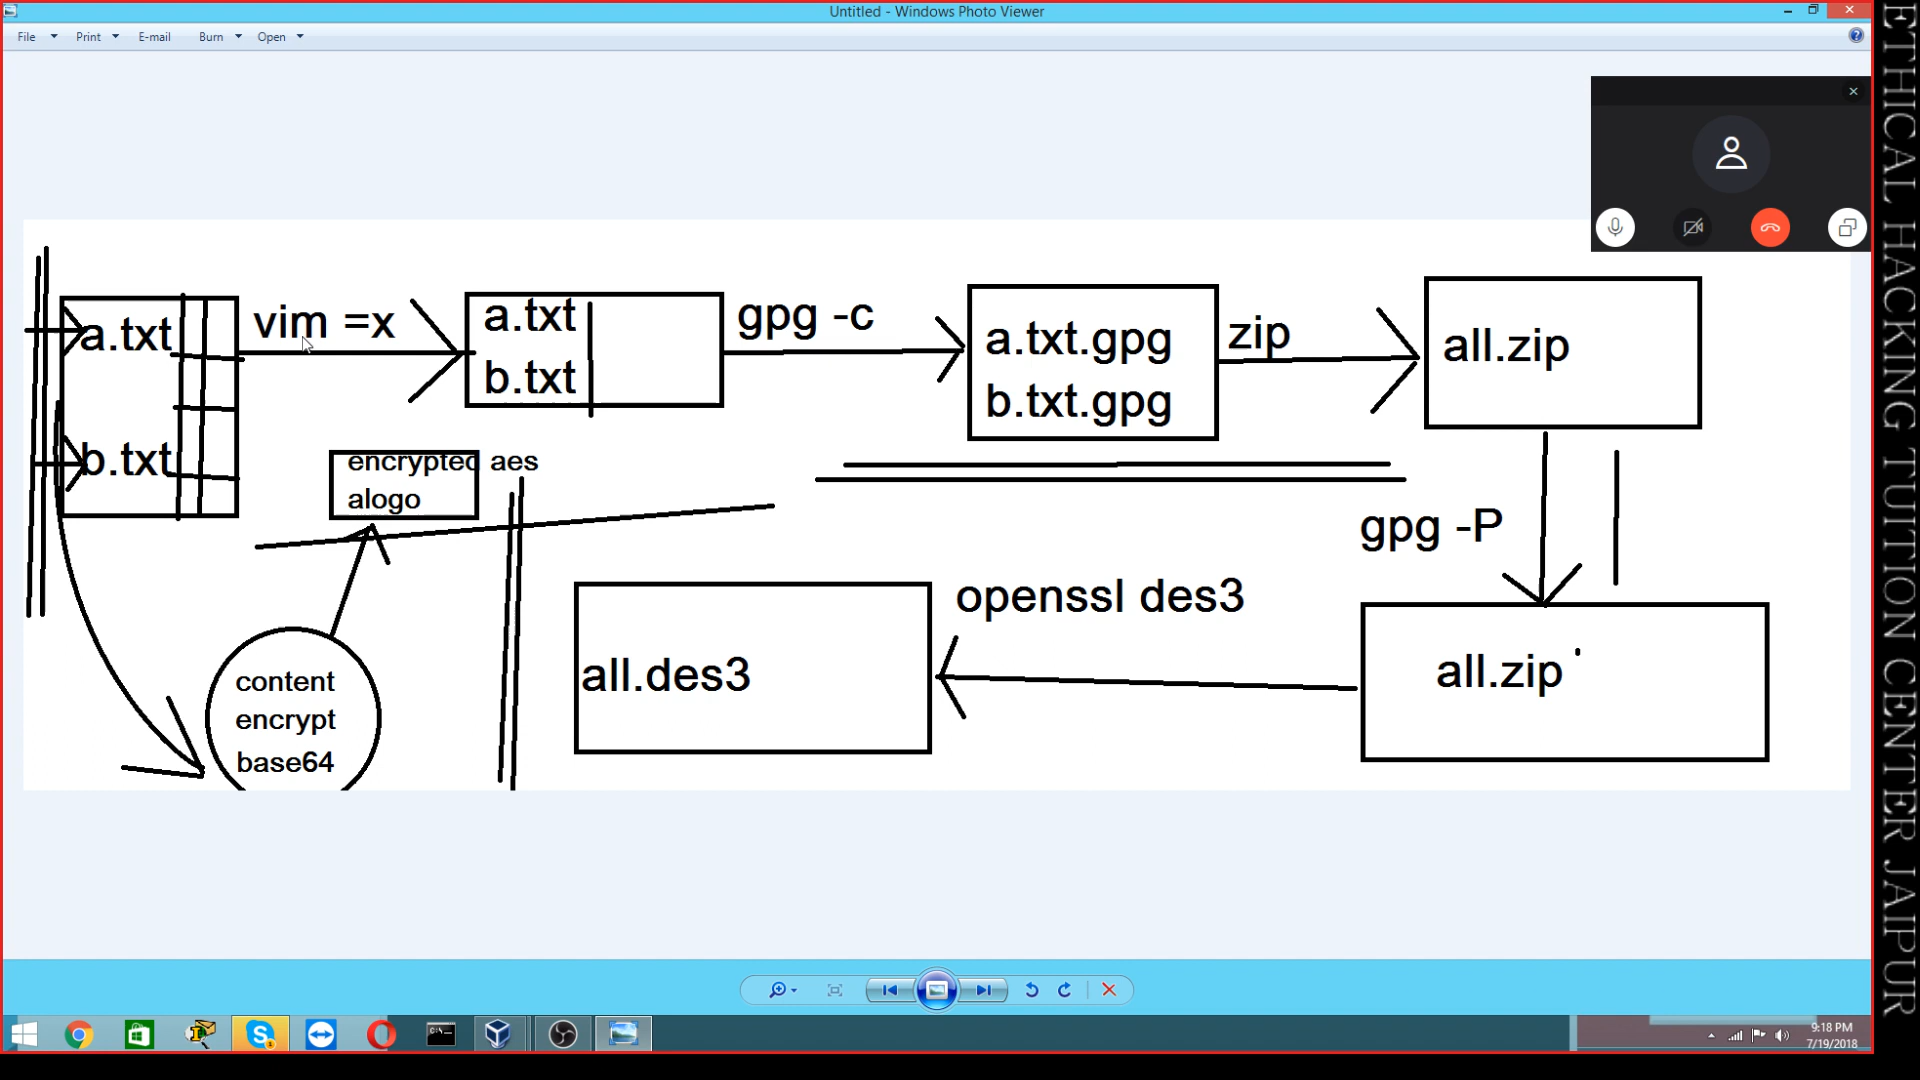 Untitled - Windows Photo Viewer
File Print E-mail Burn Open
a.txt
b.txt
vim =x
a.txt
b.txt
gpg -c
a.txt.gpg
b.txt.gpg
zip
all.zip
encrypted aes
alogo
gpg -P
openssl des3
all.zip
all.des3
content
encrypt
base64
9:18 PM
7/19/2018
ETHICAL HACKING TUTION CENTER JAIPUR